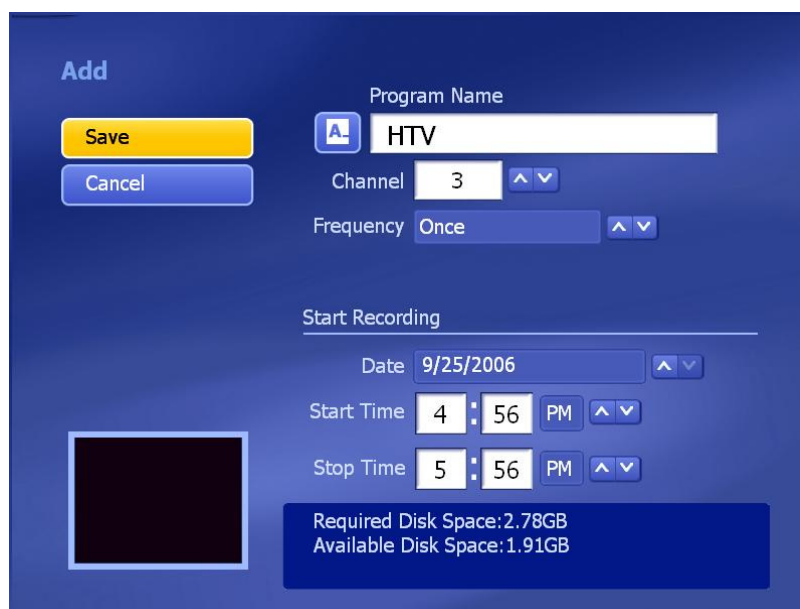 Add
Save
Cancel
Program Name
A HTV
Channel 3
Frequency Once
Start Recording
Date 9/25/2006
Start Time 4 : 56 PM
Stop Time 5 : 56 PM
Required Disk Space:2.78GB
Available Disk Space:1.91GB